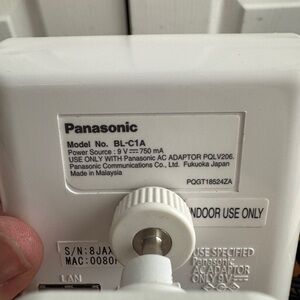 Panasonic
Model No. BL-C1A
Power Source : 9 V ⎓ 750 mA
USE ONLY WITH Panasonic AC ADAPTOR PQLV206.
Panasonic Communications Co., Ltd. Fukuoka Japan
Made in Malaysia
PQGT18524ZA
INDOOR USE ONLY
S/N:8JAX
MAC:0080
LAN
USE SPECIFIED
Panasonic
AC ADAPTOR
ONLY